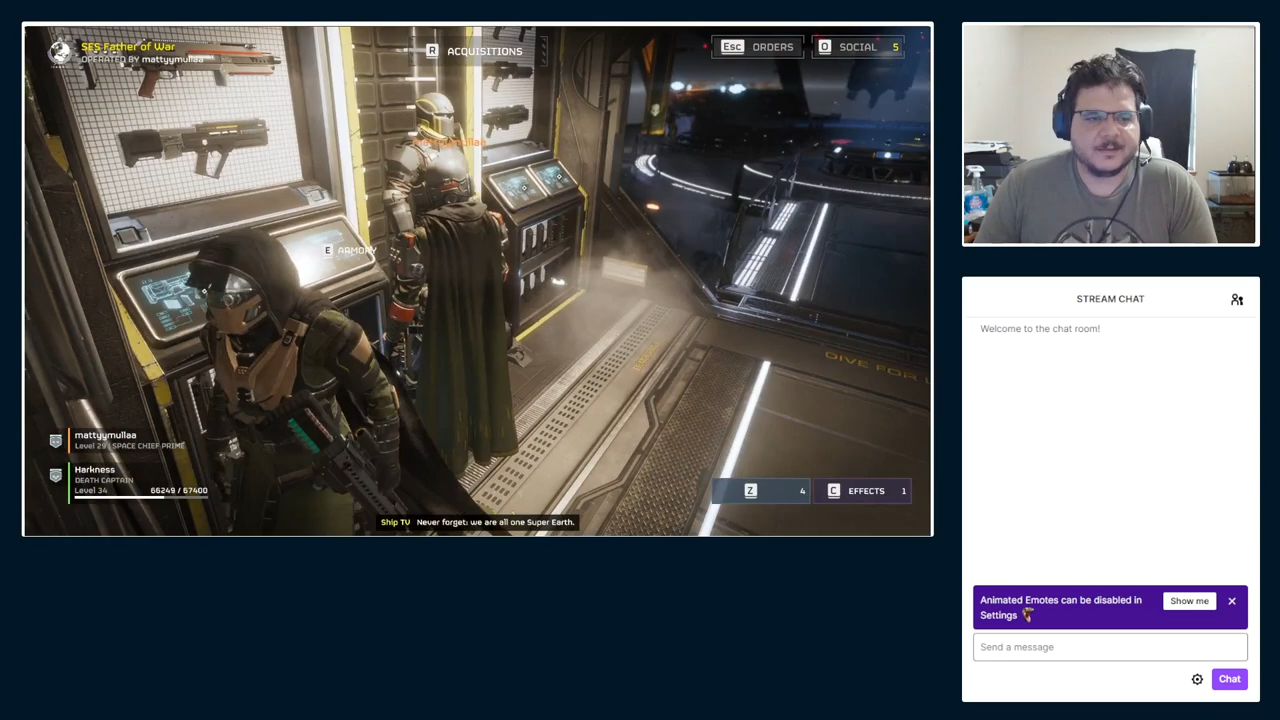 SES Father of War
OPERATED BY mattyymullaa
R ACQUISITIONS
Esc ORDERS
O SOCIAL 5
mattyymullaa
E ARMORY
DIVE FOR
mattyymullaa
Level 29 | SPACE CHIEF PRIME
Harkness
DEATH CAPTAIN
Level 34 66249 / 67400
Z 4
C EFFECTS 1
Ship TV Never forget: we are all one Super Earth.
STREAM CHAT
Welcome to the chat room!
Animated Emotes can be disabled in
Settings
Show me
Send a message
Chat